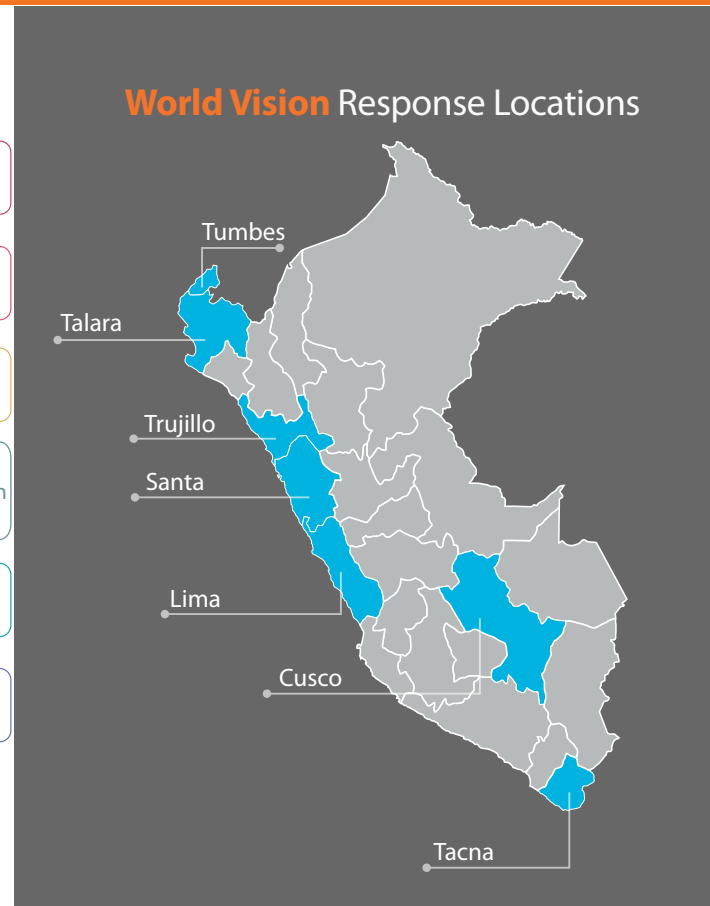 World Vision Response Locations
Tumbes
Talara
Trujillo
Santa
n
Lima
Cusco
Tacna